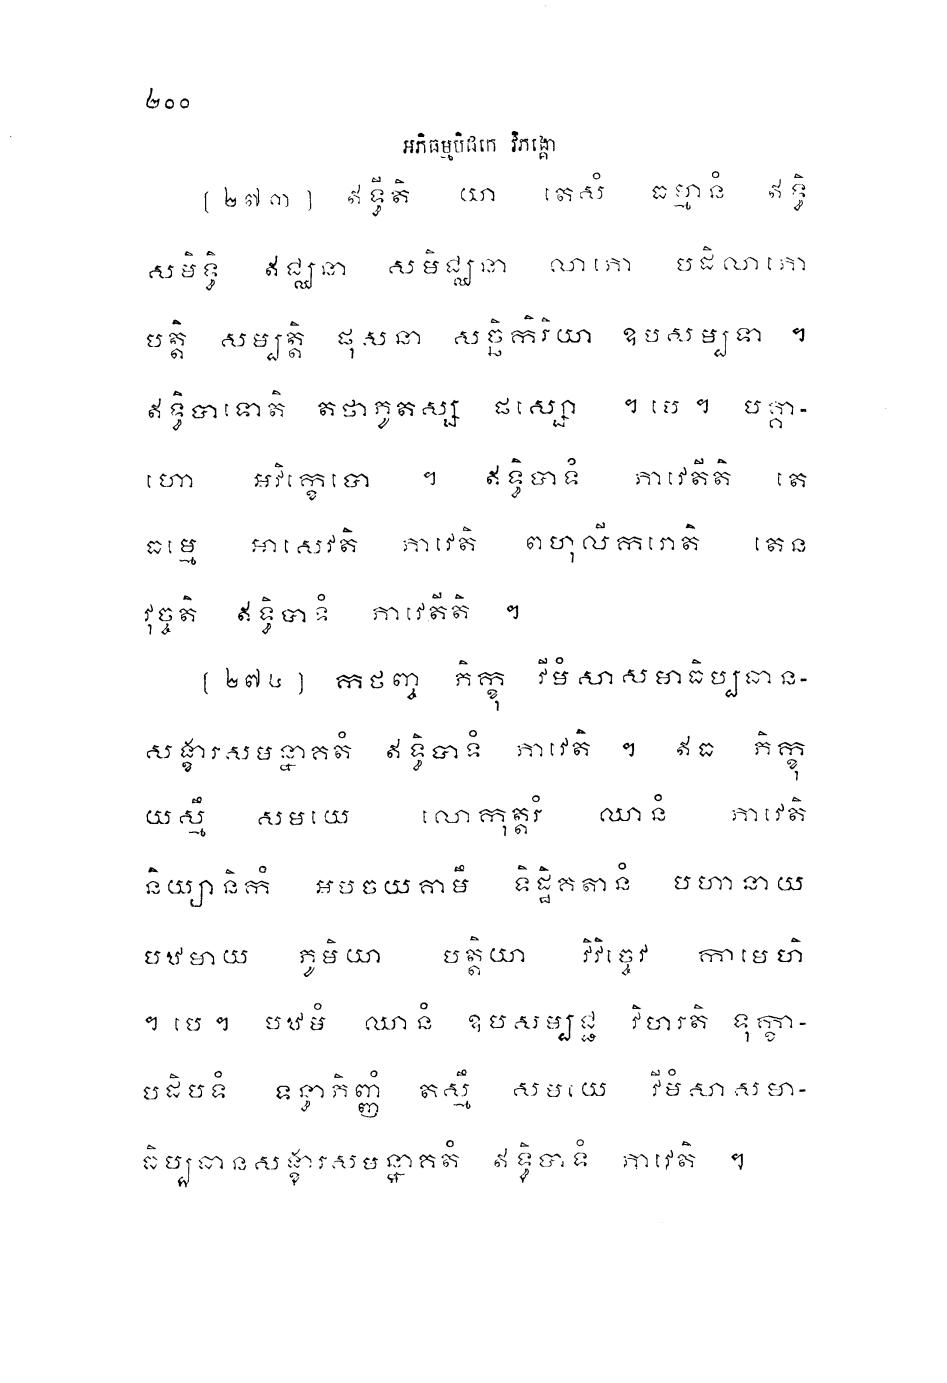 ២០០
អភិធម្មបិដកេ វិភង្គោ
[២៧៣] ឥទ្ធីតិ យា តេសំ ធម្មានំ ឥទ្ធិ
សមិទ្ធិ ឥជ្ឈនា សមិជ្ឈនា លាភោ បដិលាភោ
បត្តិ សម្បត្តិ ផុសនា សច្ឆិកិរិយា ឧបសម្បទា ។
ឥទ្ធិបាទោតិ តថាភូតស្ស ផស្សោ ។ បេ ។ បគ្គា-
ហោ អវិក្ខេបោ ។ ឥទ្ធិបាទំ ភាវេតីតិ តេ
ធម្មេ អាសេវតិ ភាវេតិ ពហុលីករោតិ តេន
វុច្ចតិ ឥទ្ធិបាទំ ភាវេតីតិ ។
[២៧៤] កថញ្ច ភិក្ខុ វីមំសាសមាធិប្បធាន-
សង្ខារសមន្នាគតំ ឥទ្ធិបាទំ ភាវេតិ ។ ឥធ ភិក្ខុ
យស្មឹ សមយេ លោកុត្តរំ ឈានំ ភាវេតិ
និយ្យានិកំ អបចយគាមឹ ទិដ្ឋិគតានំ បហានាយ
បឋមាយ ភូមិយា បត្តិយា វិវិច្ចេវ កាមេហិ
។ បេ ។ បឋមំ ឈានំ ឧបសម្បជ្ជ វិហរតិ ទុក្ខា-
បដិបទំ ទន្ធាភិញ្ញំ តស្មឹ សមយេ វីមំសាសមា-
ធិប្បធានសង្ខារសមន្នាគតំ ឥទ្ធិបាទំ ភាវេតិ ។